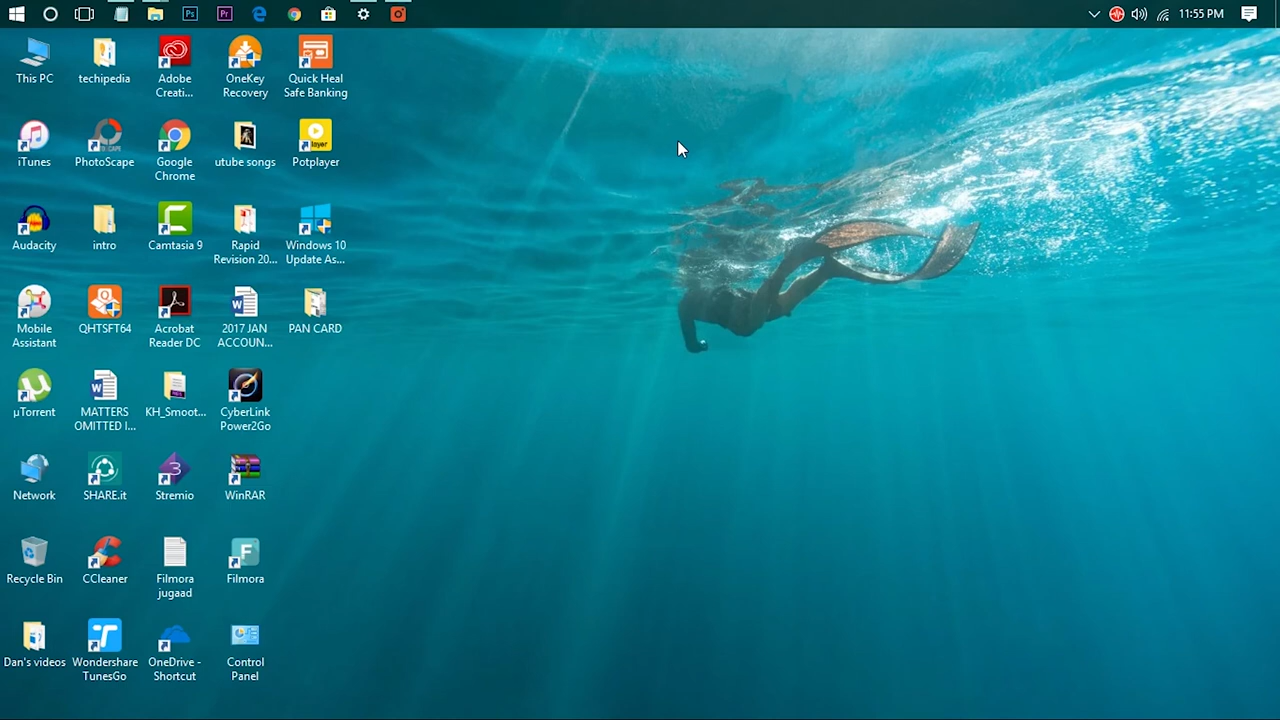 Ps
Pr
11:55 PM
This PC
techipedia
Adobe
Creati...
OneKey
Recovery
Quick Heal
Safe Banking
iTunes
PhotoScape
Google
Chrome
utube songs
Potplayer
Audacity
intro
Camtasia 9
Rapid
Revision 20...
Windows 10
Update As...
Mobile
Assistant
QHTSFT64
Acrobat
Reader DC
2017 JAN
ACCOUN...
PAN CARD
µTorrent
MATTERS
OMITTED I...
KH_Smoot...
CyberLink
Power2Go
Network
SHARE.it
Stremio
WinRAR
Recycle Bin
CCleaner
Filmora
jugaad
Filmora
Dan's videos
Wondershare
TunesGo
OneDrive -
Shortcut
Control
Panel